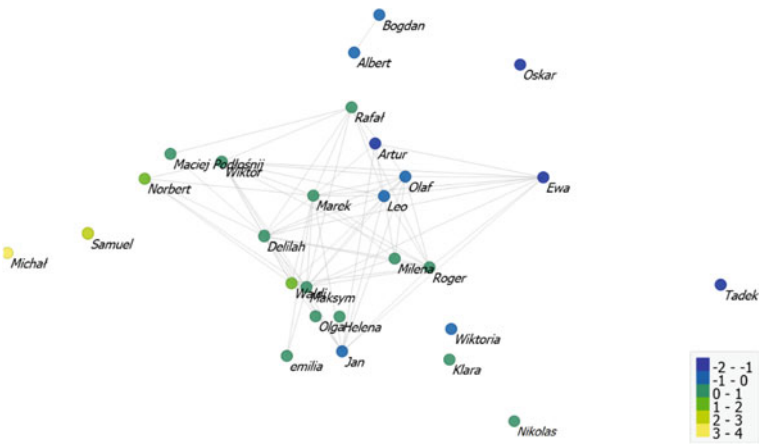 Bogdan
Albert
Oskar
Rafał
Artur
Maciej Podłośnij
Wiktor
Norbert
Olaf
Ewa
Marek
Leo
Samuel
Delilah
Michał
Milena
Roger
Tadek
Maksym
Olga
Helena
Wiktoria
emilia
Jan
Klara
Nikolas
-2 - -1
-1 - 0
0 - 1
1 - 2
2 - 3
3 - 4